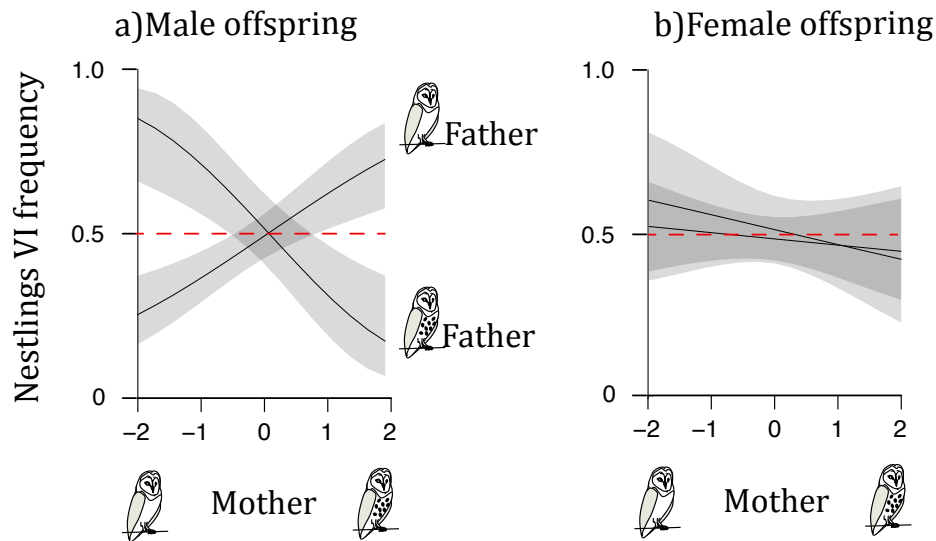 a)Male offspring
b)Female offspring
Nestlings VI frequency
1.0
0.5
0
−2 −1 0 1 2
Father
Father
Mother
1.0
0.5
0
−2 −1 0 1 2
Mother